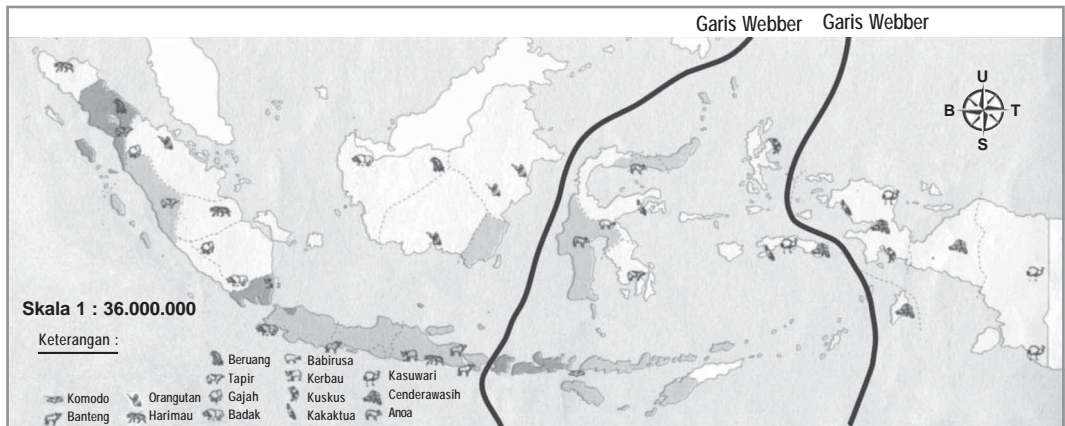 Garis Webber Garis Webber
U
B T
S
Skala 1 : 36.000.000
Keterangan :
Beruang Babirusa
Tapir Kerbau Kasuwari
Komodo Orangutan Gajah Kuskus Cenderawasih
Banteng Harimau Badak Kakaktua Anoa